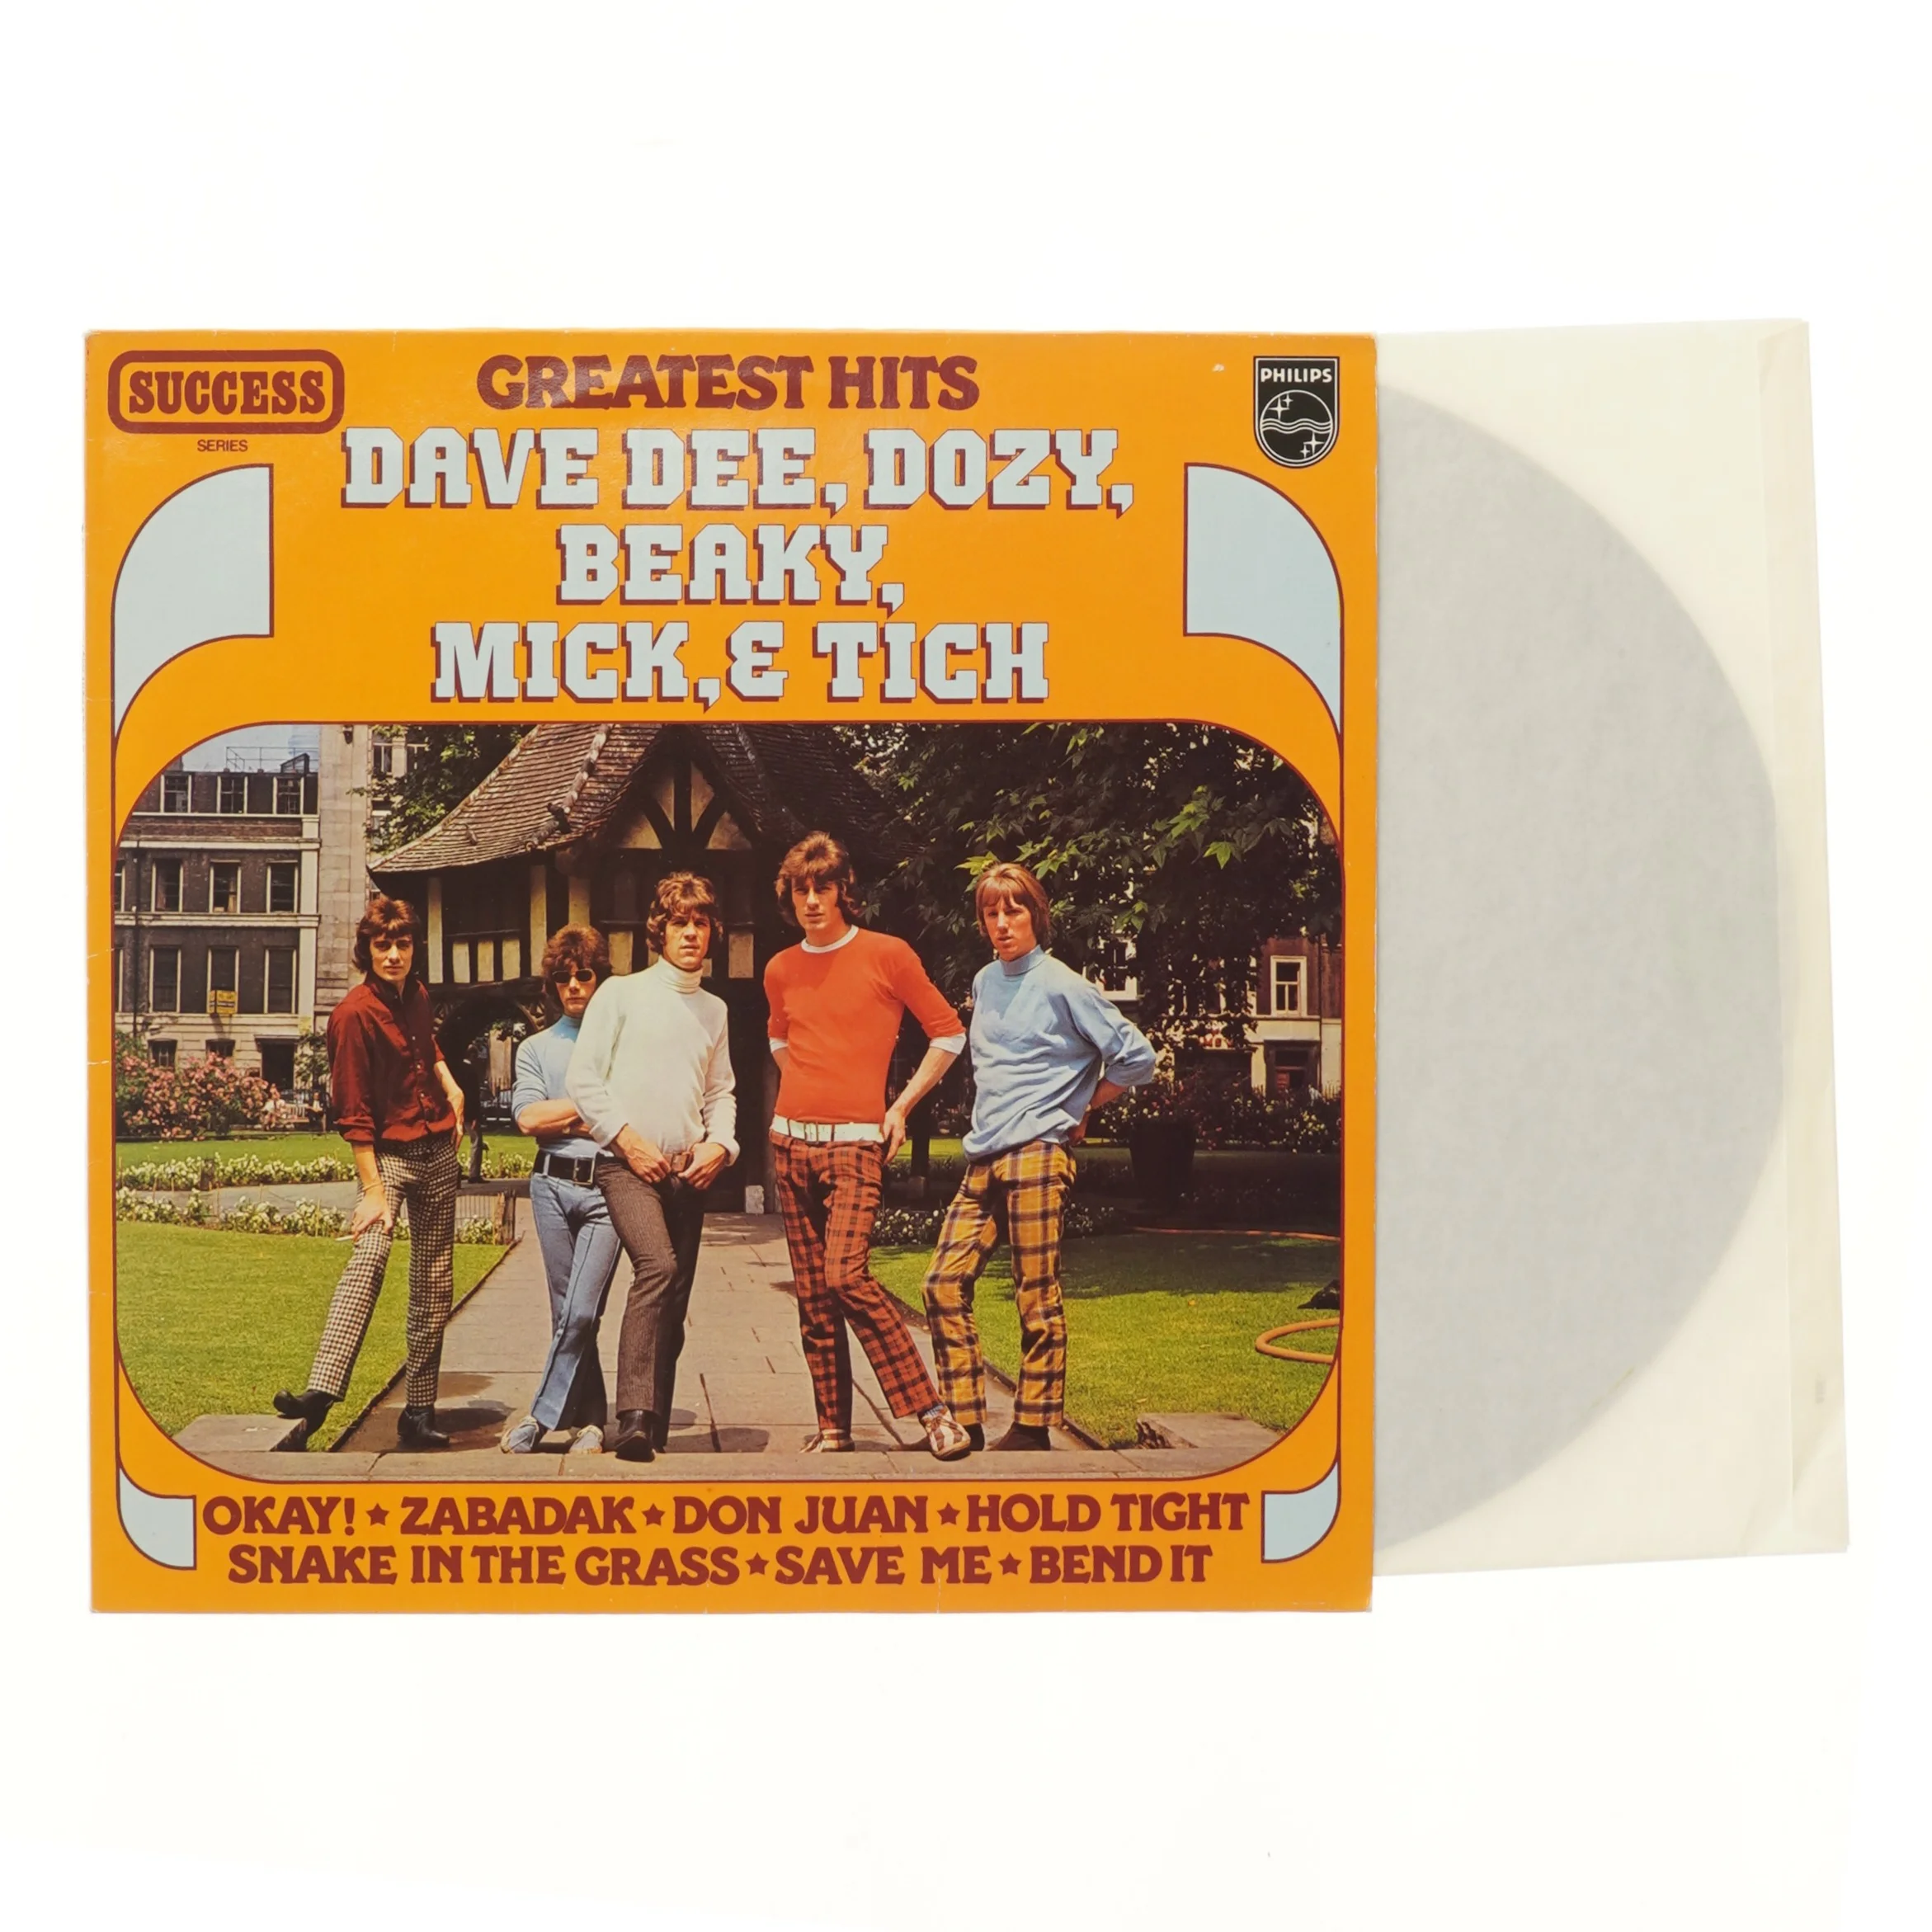 SUCCESS
SERIES
GREATEST HITS
PHILIPS
DAVE DEE, DOZY,
BEAKY,
MICK, & TICH
OKAY! ★ ZABADAK ★ DON JUAN ★ HOLD TIGHT
SNAKE IN THE GRASS ★ SAVE ME ★ BEND IT